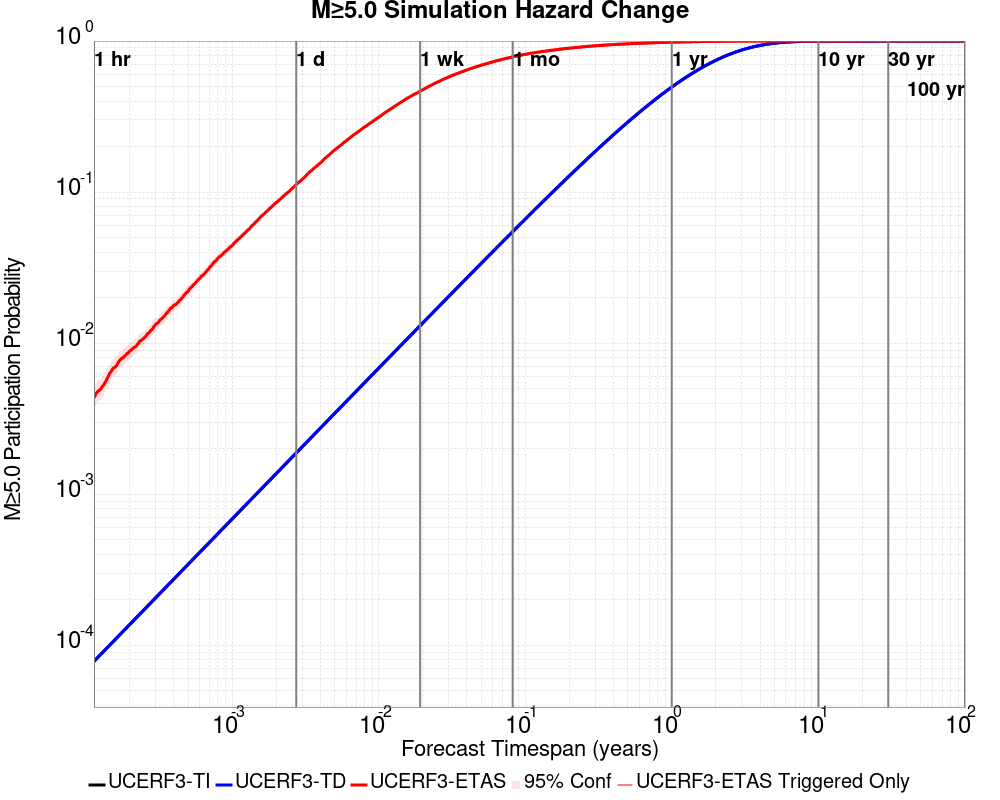 M≥5.0 Simulation Hazard Change
M≥5.0 Participation Probability
10^0
10^-1
10^-2
10^-3
10^-4
1 hr
1 d
1 wk
1 mo
1 yr
10 yr
30 yr
100 yr
10^-3
10^-2
10^-1
10^0
10^1
10^2
Forecast Timespan (years)
UCERF3-TI UCERF3-TD UCERF3-ETAS 95% Conf UCERF3-ETAS Triggered Only